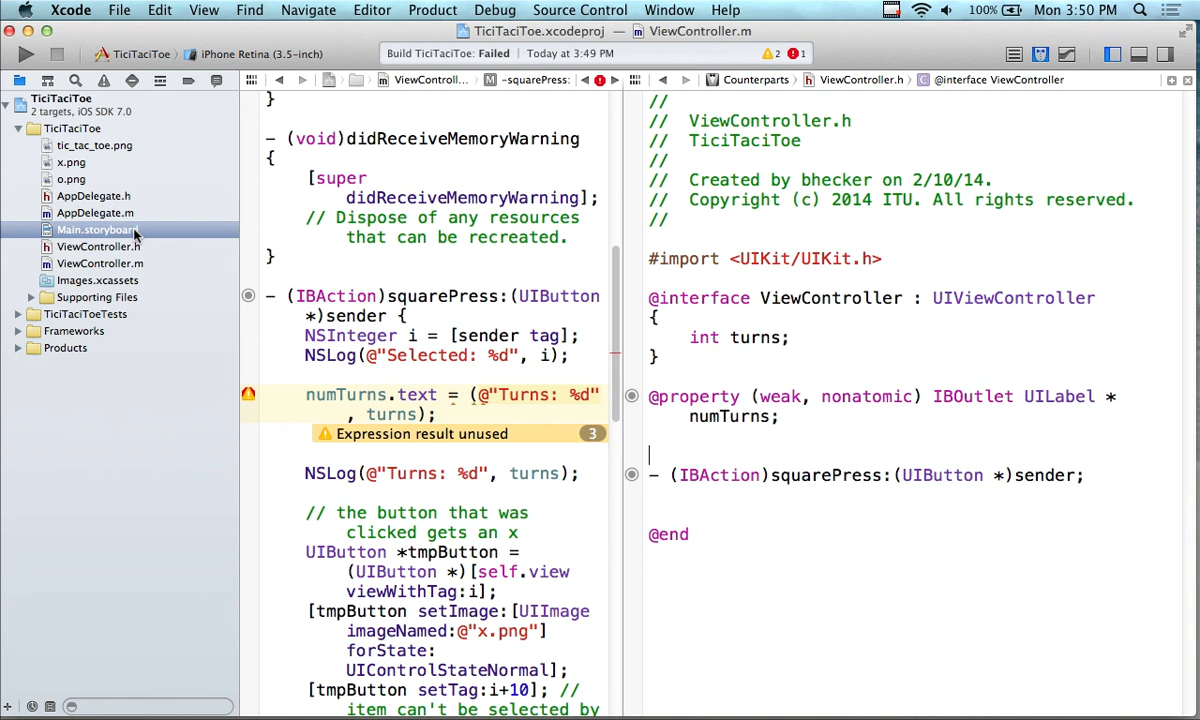 Xcode File Edit View Find Navigate Editor Product Debug Source Control Window Help 100% Mon 3:50 PM
TiciTaciToe.xcodeproj — ViewController.m
TiciTaciToe iPhone Retina (3.5-inch)
Build TiciTaciToe: Failed Today at 3:49 PM
2 1
ViewControll... M -squarePress:
Counterparts h ViewController.h C @interface ViewController
TiciTaciToe
2 targets, iOS SDK 7.0
TiciTaciToe
tic_tac_toe.png
x.png
o.png
h AppDelegate.h
m AppDelegate.m
Main.storyboard
h ViewController.h
m ViewController.m
Images.xcassets
Supporting Files
TiciTaciToeTests
Frameworks
Products
}
- (void)didReceiveMemoryWarning
{
[super
didReceiveMemoryWarning];
// Dispose of any resources
that can be recreated.
}
- (IBAction)squarePress:(UIButton
*)sender {
NSInteger i = [sender tag];
NSLog(@"Selected: %d", i);
numTurns.text = (@"Turns: %d"
, turns);
Expression result unused 3
NSLog(@"Turns: %d", turns);
// the button that was
clicked gets an x
UIButton *tmpButton =
(UIButton *)[self.view
viewWithTag:i];
[tmpButton setImage:[UIImage
imageNamed:@"x.png"]
forState:
UIControlStateNormal];
[tmpButton setTag:i+10]; //
item can't be selected by
//
// ViewController.h
// TiciTaciToe
//
// Created by bhecker on 2/10/14.
// Copyright (c) 2014 ITU. All rights reserved.
//
#import <UIKit/UIKit.h>
@interface ViewController : UIViewController
{
int turns;
}
@property (weak, nonatomic) IBOutlet UILabel *
numTurns;
- (IBAction)squarePress:(UIButton *)sender;
@end